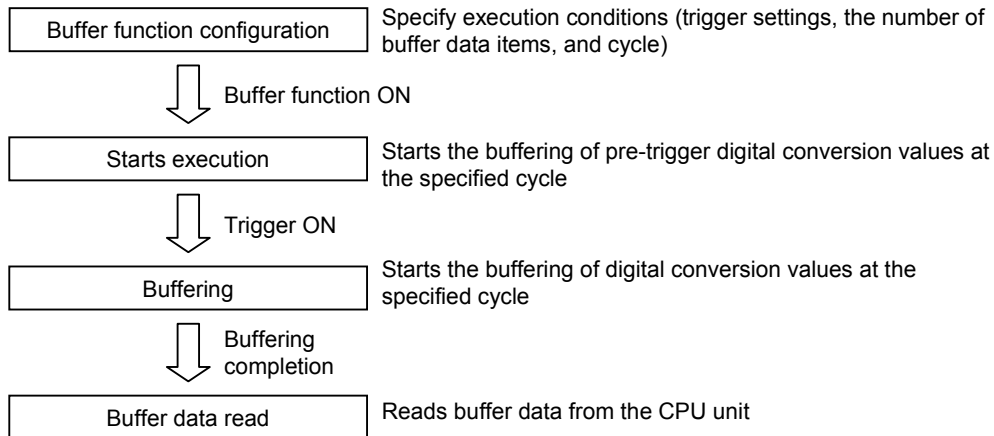 Buffer function configuration
Specify execution conditions (trigger settings, the number of
buffer data items, and cycle)
Buffer function ON
Starts execution
Starts the buffering of pre-trigger digital conversion values at
the specified cycle
Trigger ON
Buffering
Starts the buffering of digital conversion values at the
specified cycle
Buffering
completion
Buffer data read
Reads buffer data from the CPU unit